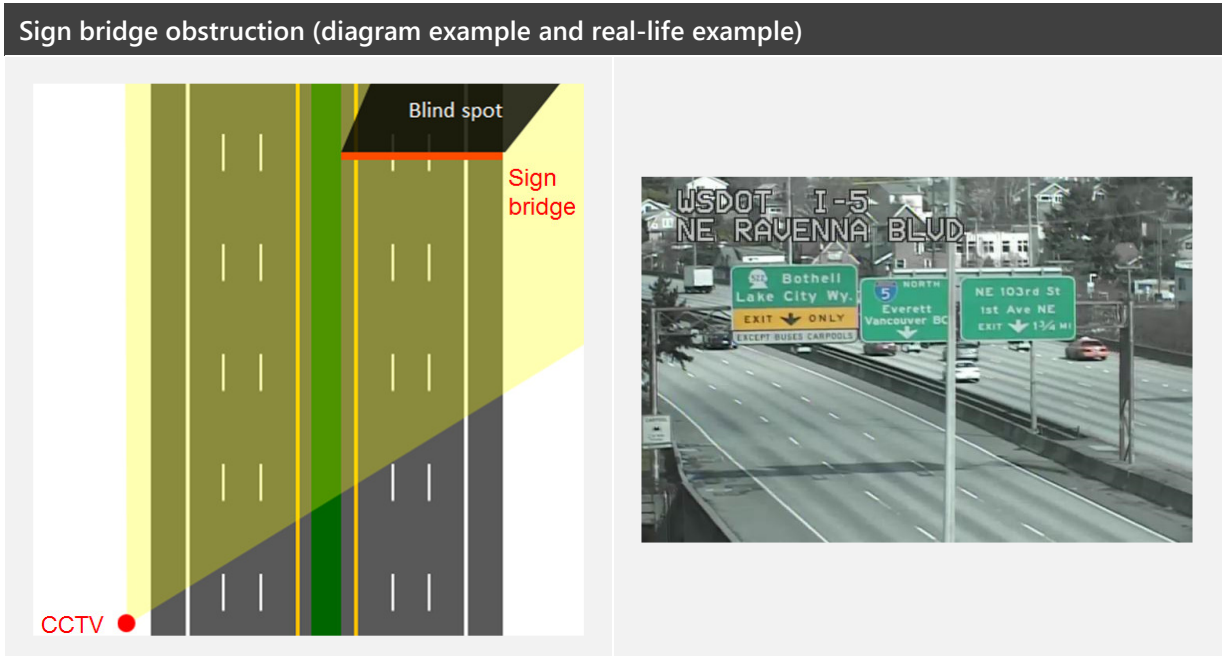 Sign bridge obstruction (diagram example and real-life example)
Blind spot
Sign
bridge
CCTV
WSDOT I-5
NE RAVENNA BLVD
522
Bothell
Lake City Wy.
EXIT ONLY
EXCEPT BUSES CARPOOLS
5
NORTH
Everett
Vancouver BC
NE 103rd St
1st Ave NE
EXIT 1 3/4 MI